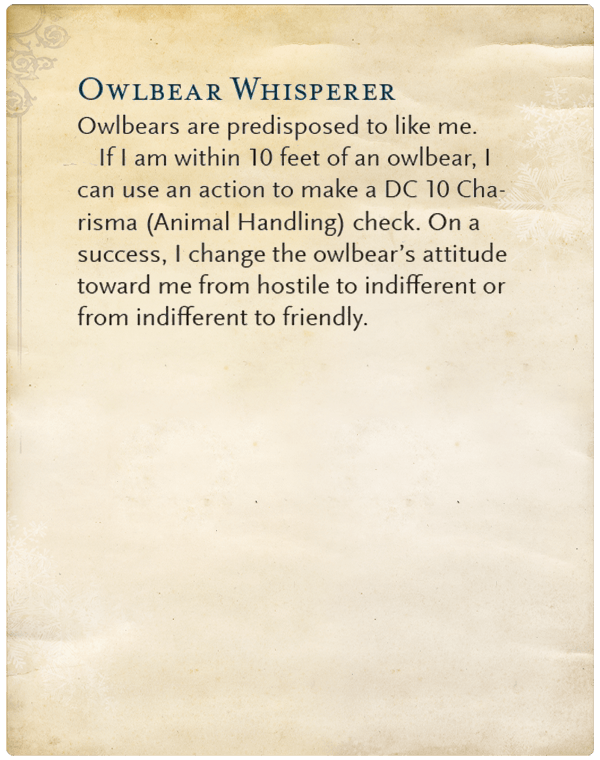 Owlbear Whisperer
Owlbears are predisposed to like me.
If I am within 10 feet of an owlbear, I
can use an action to make a DC 10 Cha-
risma (Animal Handling) check. On a
success, I change the owlbear’s attitude
toward me from hostile to indifferent or
from indifferent to friendly.